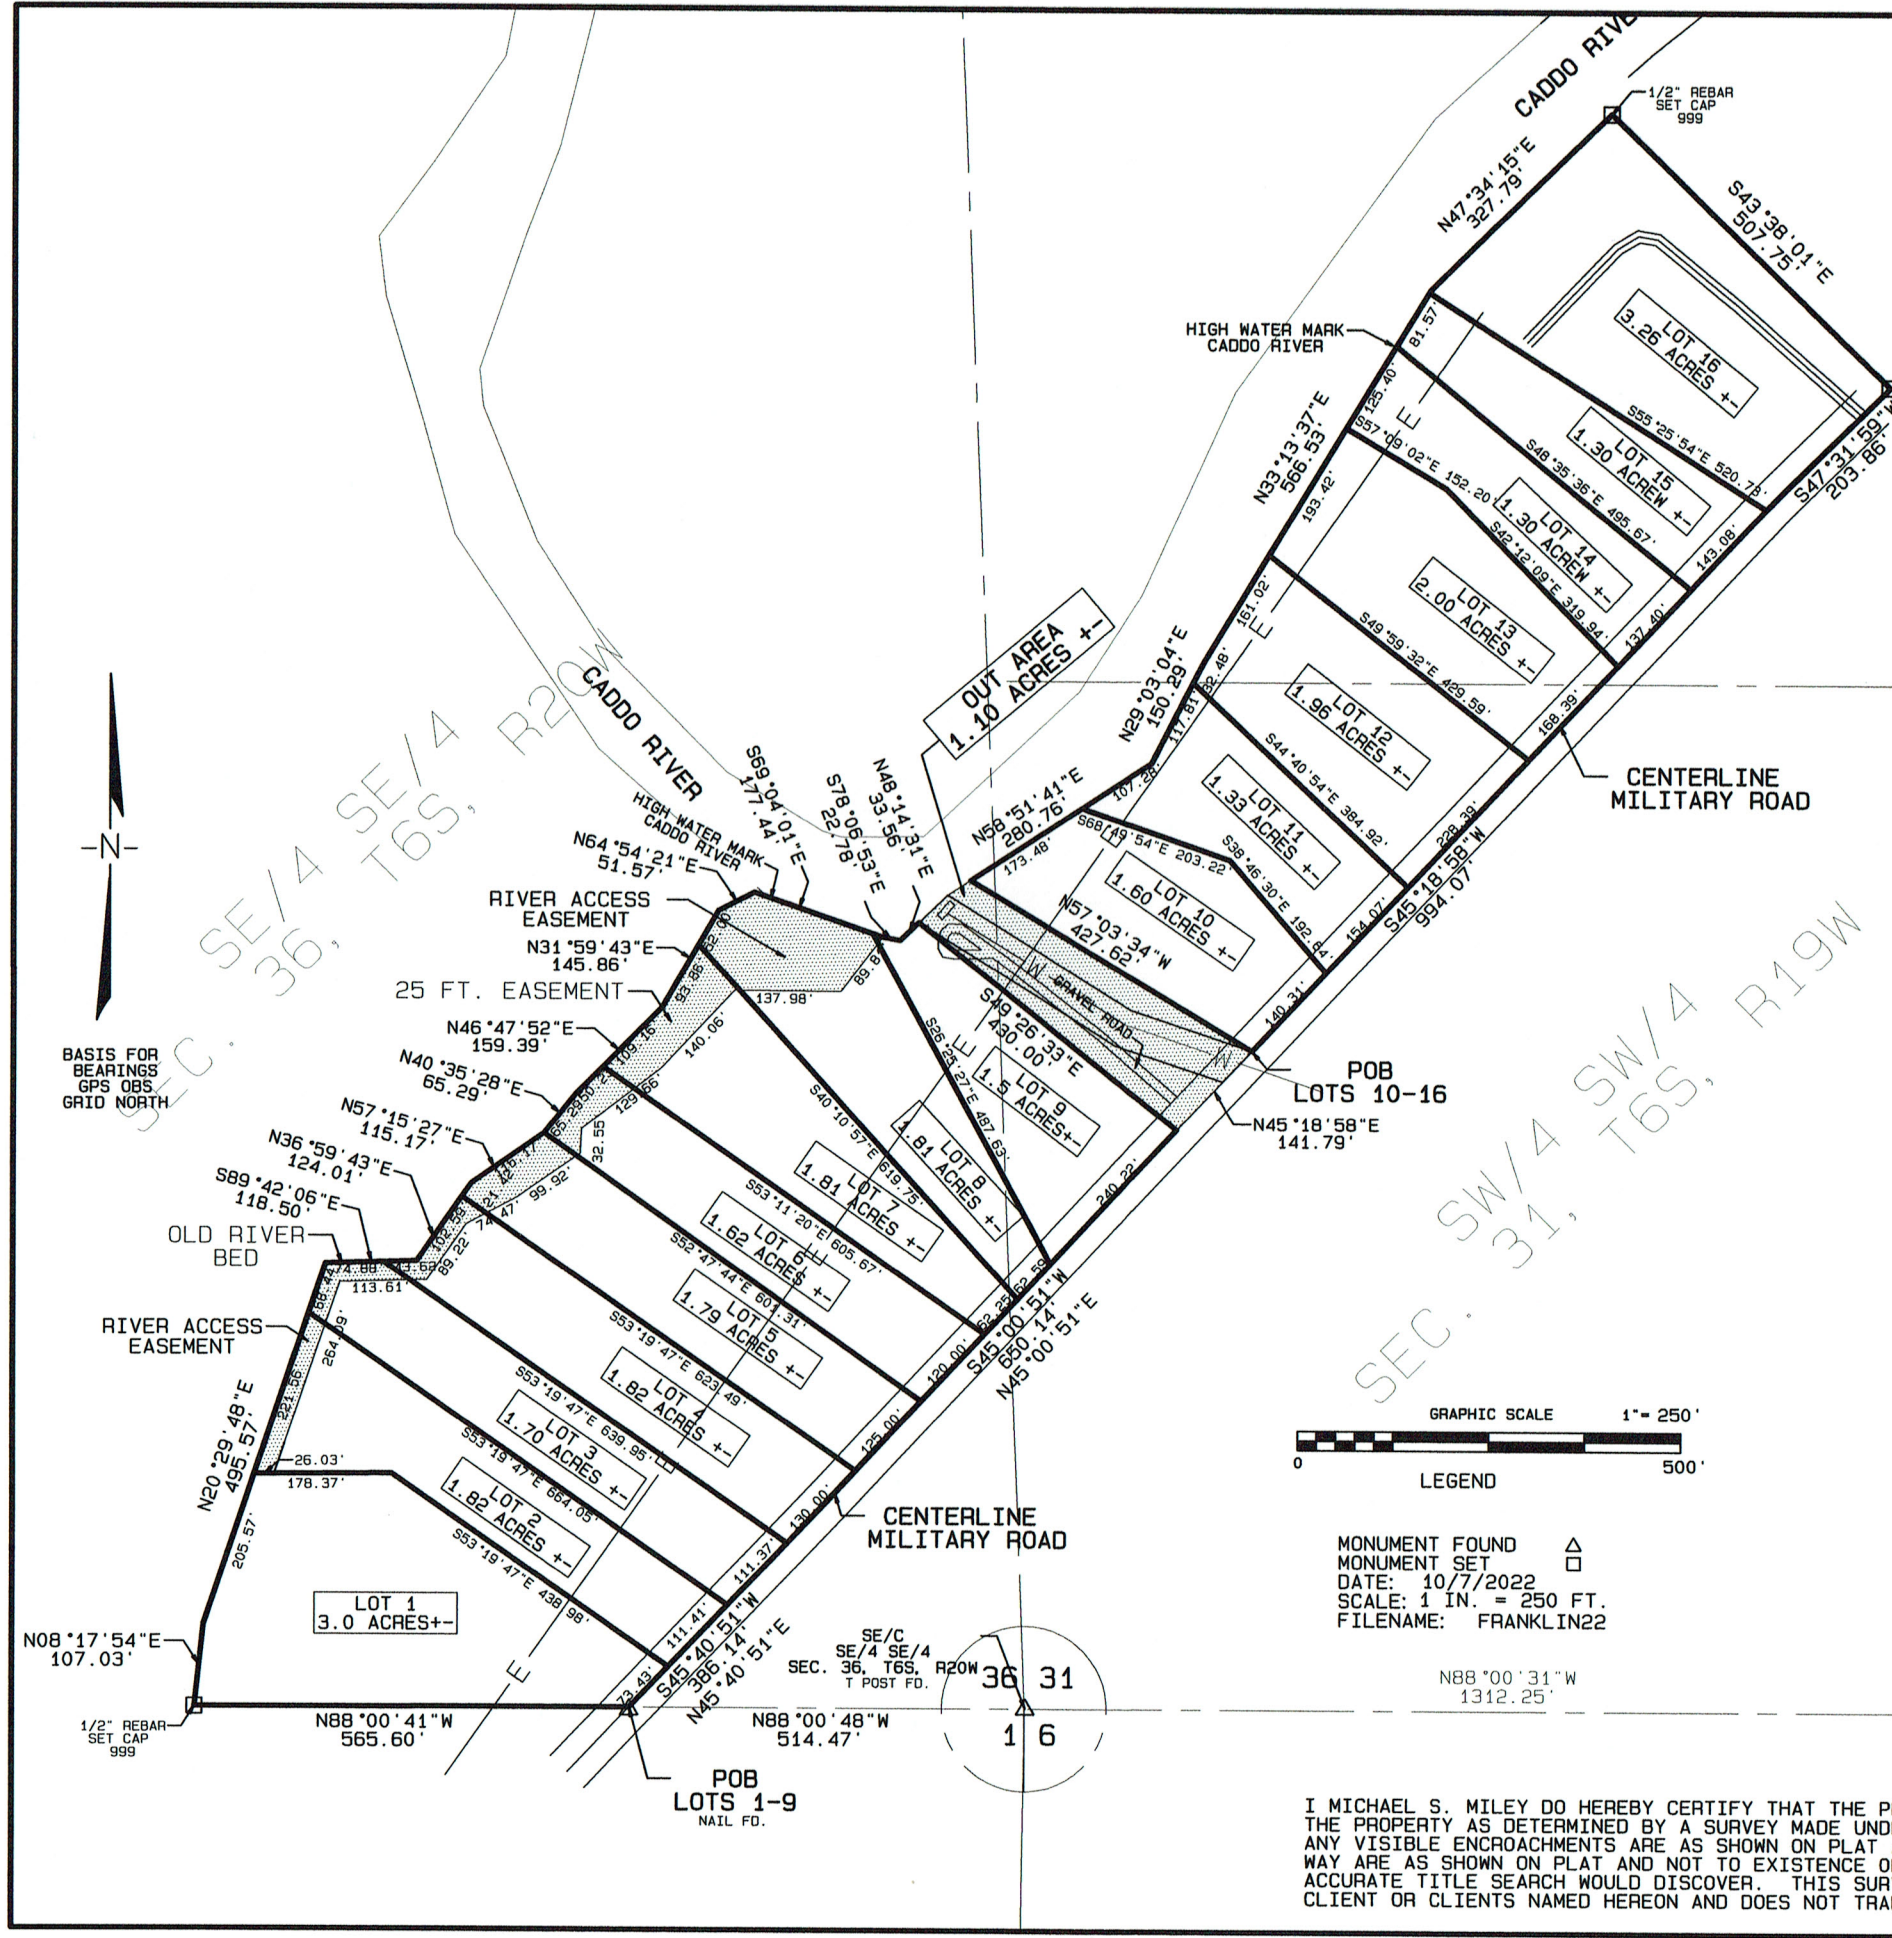 CADDO RIVE
1/2" REBAR
SET CAP
999
N47°34'15"E
327.79'
S43°38'01"E
507.75'
HIGH WATER MARK
CADDO RIVER
81.57'
LOT 16
3.26 ACRES +-
125.40'
S55°25'54"E 520.73'
LOT 15
1.30 ACREW +-
S47°31'59"W
203.86'
N33°13'37"E
566.53'
E
S57°09'02"E 152.20'
S48°35'36"E 495.67'
LOT 14
1.30 ACREW +-
143.08'
193.42'
S42°12'09"E 319.94'
137.40'
LOT 13
2.00 ACRES +-
161.02'
E
S49°59'32"E 429.59'
168.39'
OUT AREA
1.10 ACRES +-
N29°03'04"E
150.29'
32.48'
117.81'
LOT 12
1.96 ACRES +-
CENTERLINE
MILITARY ROAD
S44°40'54"E 384.92'
228.39'
LOT 11
1.33 ACRES +-
107.28'
S45°18'58"W
994.07'
CADDO RIVER
SE/4 SE/4
SEC. 36, T6S, R20W
-N-
BASIS FOR
BEARINGS
GPS OBS.
GRID NORTH
S69°04'01"E
177.44'
S78°06'53"E
22.78'
N48°14'31"E
33.56'
N58°51'41"E
280.76'
173.48'
S68°49'54"E 203.22'
S38°46'30"E 192.64'
154.07'
LOT 10
1.60 ACRES +-
N57°03'34"W
427.62'
140.31'
HIGH WATER MARK
CADDO RIVER
N64°54'21"E
51.57'
RIVER ACCESS
EASEMENT
N31°59'43"E
145.86'
25 FT. EASEMENT
N46°47'52"E
159.39'
N40°35'28"E
65.29'
N57°15'27"E
115.17'
N36°59'43"E
124.01'
S89°42'06"E
118.50'
OLD RIVER
BED
RIVER ACCESS
EASEMENT
52.00'
93.86'
137.98'
140.06'
109.16'
129.66'
32.55'
99.92'
74.47'
102.59'
89.22'
43.62'
113.61'
264.09'
221.56'
W
GRAVEL ROAD
W
S49°26'33"E
430.00'
E
POB
LOTS 10-16
N45°18'58"E
141.79'
LOT 9
1.5 ACRES+-
S26°25'27"E 487.63'
240.22'
LOT 8
1.81 ACRES +-
S40°10'57"E 619.75'
62.59'
LOT 7
1.81 ACRES +-
S53°11'20"E 605.67'
62.25'
LOT 6
1.62 ACRES +-
E
S52°47'44"E 601.31'
120.00'
S45°00'51"W
650.14'
N45°00'51"E
LOT 5
1.79 ACRES +-
S53°19'47"E 623.49'
125.00'
LOT 4
1.82 ACRES +-
E
S53°19'47"E 639.95'
130.00'
LOT 3
1.70 ACRES +-
S53°19'47"E 664.05'
111.37'
LOT 2
1.82 ACRES +-
S53°19'47"E 438.98'
111.41'
CENTERLINE
MILITARY ROAD
S45°40'51"W
386.14'
N45°40'51"E
73.43'
N20°29'48"E
495.57'
26.03'
178.37'
205.57'
LOT 1
3.0 ACRES+-
N08°17'54"E
107.03'
1/2" REBAR
SET CAP
999
N88°00'41"W
565.60'
E
POB
LOTS 1-9
NAIL FD.
N88°00'48"W
514.47'
SE/C
SE/4 SE/4
SEC. 36, T6S, R20W
T POST FD.
36 31
1 6
SW/4 SW/4
SEC. 31, T6S, R19W
GRAPHIC SCALE 1"= 250'
0 500'
LEGEND
MONUMENT FOUND
MONUMENT SET
DATE: 10/7/2022
SCALE: 1 IN. = 250 FT.
FILENAME: FRANKLIN22
N88°00'31"W
1312.25'
I MICHAEL S. MILEY DO HEREBY CERTIFY THAT THE
THE PROPERTY AS DETERMINED BY A SURVEY MADE
ANY VISIBLE ENCROACHMENTS ARE AS SHOWN ON PLAT
WAY ARE AS SHOWN ON PLAT AND NOT TO EXISTENCE
ACCURATE TITLE SEARCH WOULD DISCOVER. THIS
CLIENT OR CLIENTS NAMED HEREON AND DOES NOT